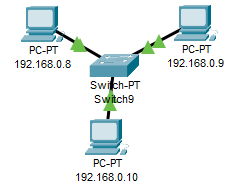 PC-PT
192.168.0.8
PC-PT
192.168.0.9
Switch-PT
Switch9
PC-PT
192.168.0.10